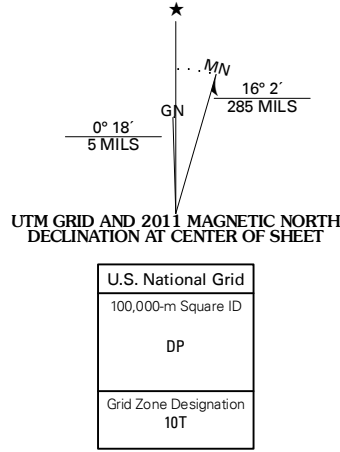 ★
MN
GN
0° 18´
5 MILS
16° 2´
285 MILS
UTM GRID AND 2011 MAGNETIC NORTH
DECLINATION AT CENTER OF SHEET
U.S. National Grid
100,000-m Square ID
DP
Grid Zone Designation
10T